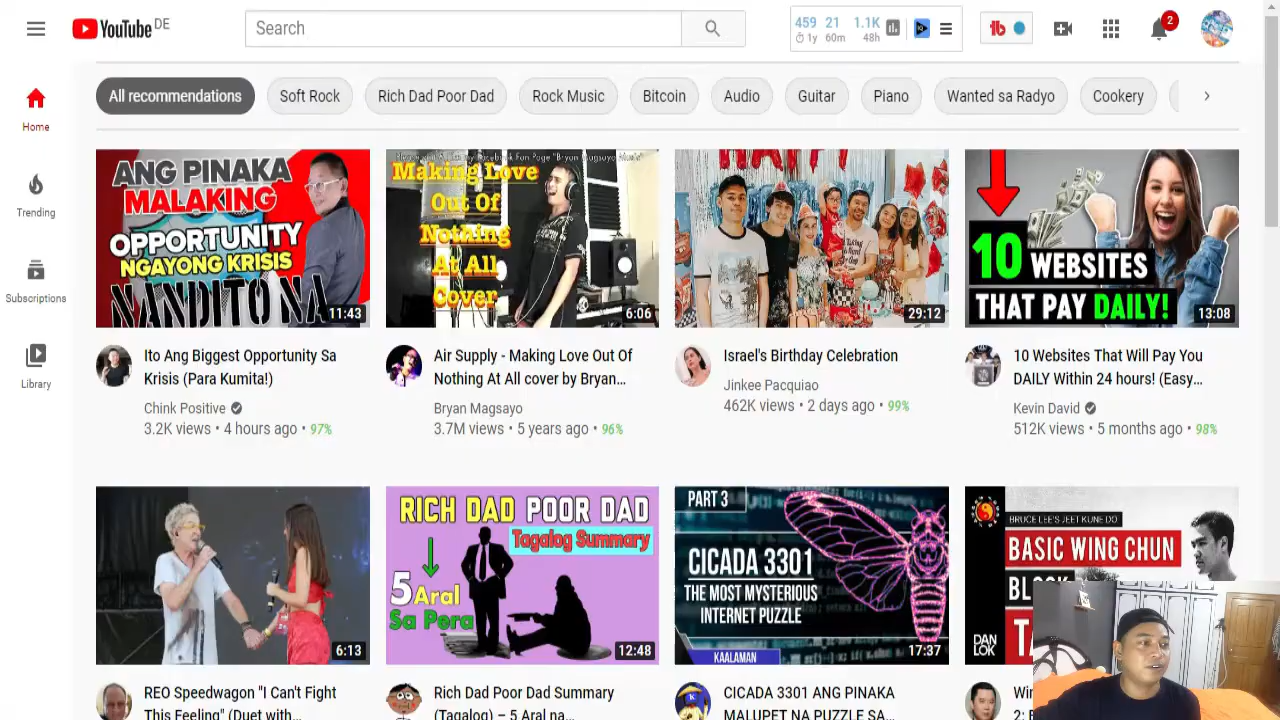 YouTube DE
Search
459 21 1.1K
1y 60m 48h
2
All recommendations
Soft Rock
Rich Dad Poor Dad
Rock Music
Bitcoin
Audio
Guitar
Piano
Wanted sa Radyo
Cookery
Home
Trending
Subscriptions
Library
ANG PINAKA
MALAKING
OPPORTUNITY
NGAYONG KRISIS
NANDITO NA
11:43
Ito Ang Biggest Opportunity Sa
Krisis (Para Kumita!)
Chink Positive
3.2K views • 4 hours ago • 97%
Making Love
Out Of
Nothing
At All
Cover
6:06
Air Supply - Making Love Out Of
Nothing At All cover by Bryan...
Bryan Magsayo
3.7M views • 5 years ago • 96%
29:12
Israel's Birthday Celebration
Jinkee Pacquiao
462K views • 2 days ago • 99%
10 WEBSITES
THAT PAY DAILY!
13:08
10 Websites That Will Pay You
DAILY Within 24 hours! (Easy...
Kevin David
512K views • 5 months ago • 98%
6:13
REO Speedwagon "I Can't Fight
This Feeling" (Duet with...
RICH DAD POOR DAD
Tagalog Summary
5 Aral
Sa Pera
12:48
Rich Dad Poor Dad Summary
(Tagalog) – 5 Aral na
PART 3
CICADA 3301
THE MOST MYSTERIOUS
INTERNET PUZZLE
KAALAMAN
17:37
CICADA 3301 ANG PINAKA
MALUPET NA PUZZLE SA...
BRUCE LEE'S JEET KUNE DO
BASIC WING CHUN
DAN
LOK